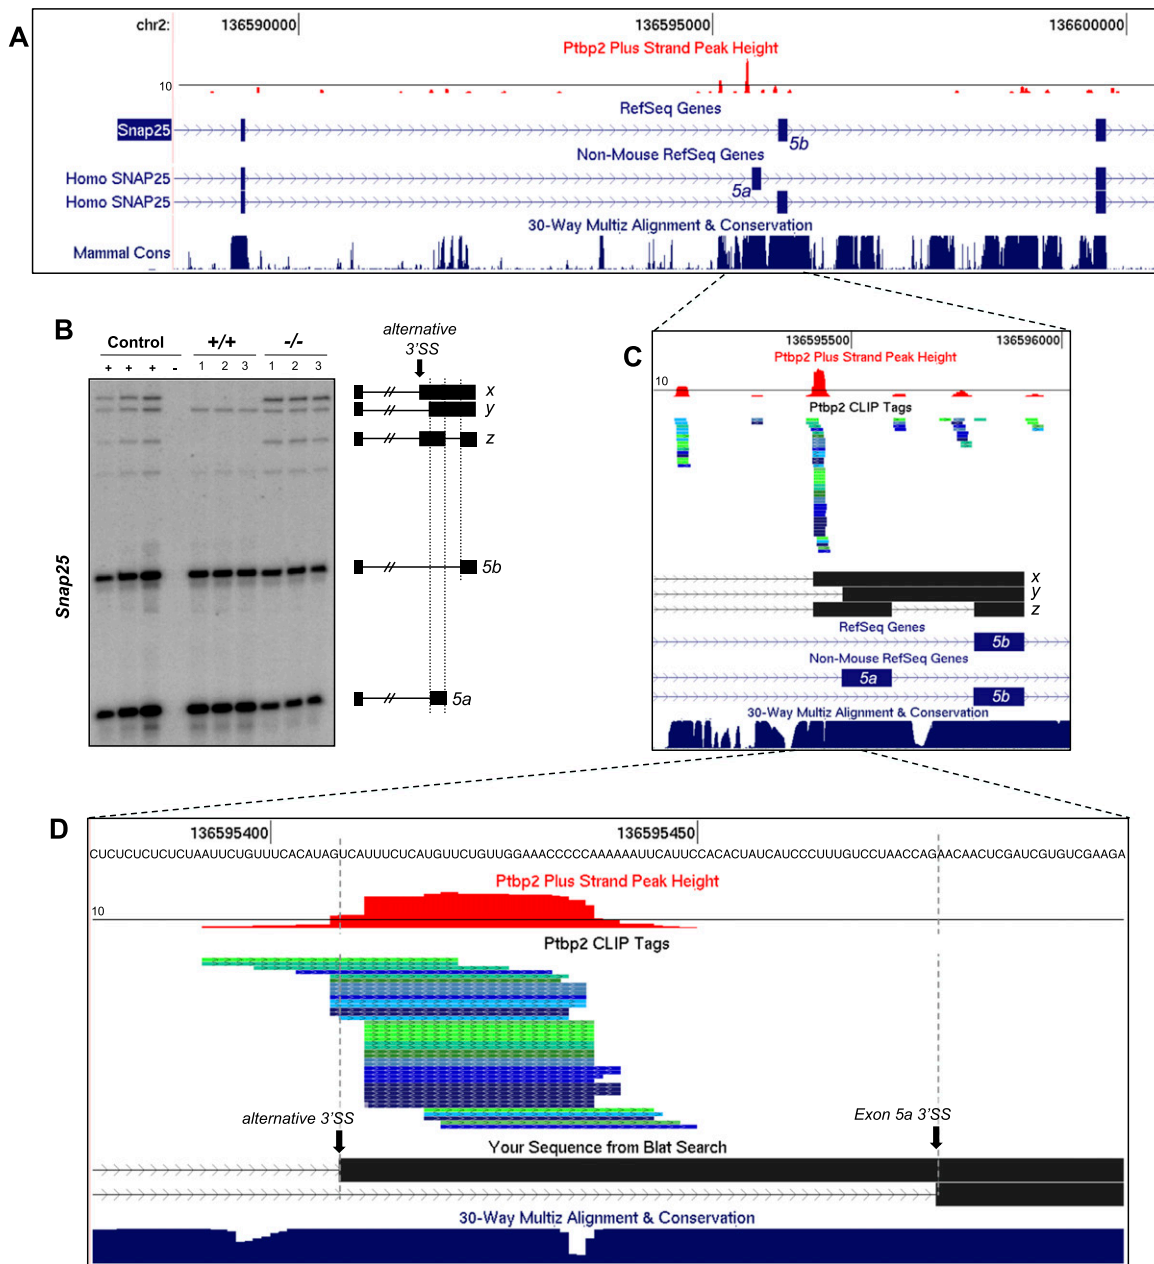 A
chr2: 136590000 136595000 136600000
Ptbp2 Plus Strand Peak Height
10
RefSeq Genes
Snap25
5b
Non-Mouse RefSeq Genes
Homo SNAP25
5a
Homo SNAP25
30-Way Multiz Alignment & Conservation
Mammal Cons
B
Control +/+ -/-
+ + + - 1 2 3 1 2 3
Snap25
alternative
3'SS
x
y
z
5b
5a
C
136595500 136596000
Ptbp2 Plus Strand Peak Height
10
Ptbp2 CLIP Tags
x
y
z
RefSeq Genes
5b
Non-Mouse RefSeq Genes
5a
5b
30-Way Multiz Alignment & Conservation
D
136595400 136595450
CUCUCUCUCUCUAAUUCUGUUUCACAUAGUCAUUUCUCAUGUUCUGUUGGAAACCCCCAAAAAAUUCAUUCCACACUAUCAUCCCUUUGUCCUAACCAGAACAACUCGAUCGUGUCGAAGA
Ptbp2 Plus Strand Peak Height
10
Ptbp2 CLIP Tags
alternative 3'SS
Exon 5a 3'SS
Your Sequence from Blat Search
30-Way Multiz Alignment & Conservation